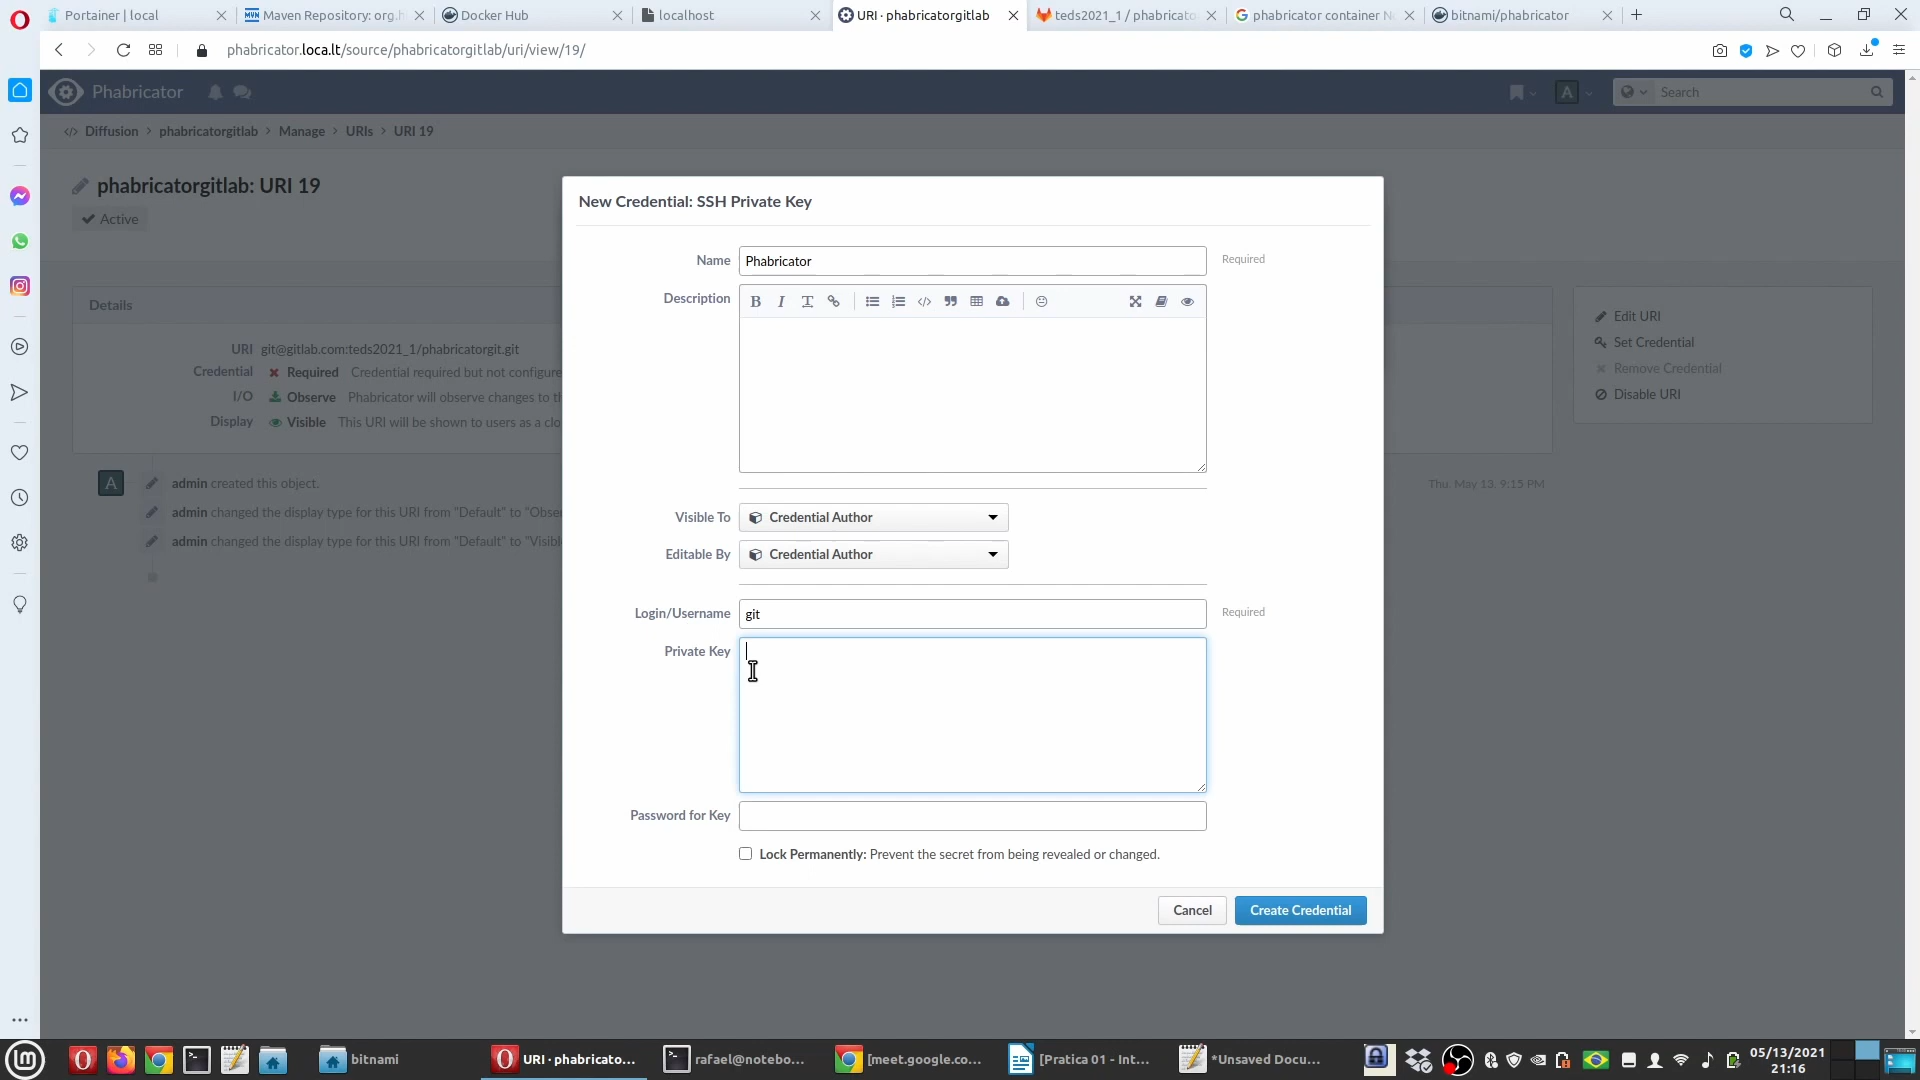 Portainer | local
Maven Repository: org.h
Docker Hub
localhost
URI · phabricatorgitlab
teds2021_1 / phabricato
phabricator container N
bitnami/phabricator
phabricator.loca.lt/source/phabricatorgitlab/uri/view/19/
Phabricator
A
Search
Diffusion > phabricatorgitlab > Manage > URIs > URI 19
phabricatorgitlab: URI 19
Active
Details
URI git@gitlab.com:teds2021_1/phabricatorgit.git
Credential Required Credential required but not configure
I/O Observe Phabricator will observe changes to th
Display Visible This URI will be shown to users as a clo
A
admin created this object.
Thu, May 13, 9:15 PM
admin changed the display type for this URI from "Default" to "Obse
admin changed the display type for this URI from "Default" to "Visibl
Edit URI
Set Credential
Remove Credential
Disable URI
New Credential: SSH Private Key
Name Phabricator Required
Description
Visible To Credential Author
Editable By Credential Author
Login/Username git Required
Private Key
Password for Key
Lock Permanently: Prevent the secret from being revealed or changed.
Cancel
Create Credential
bitnami
URI · phabricato...
rafael@notebo...
[meet.google.co...
[Pratica 01 - Int...
*Unsaved Docu...
05/13/2021
21:16